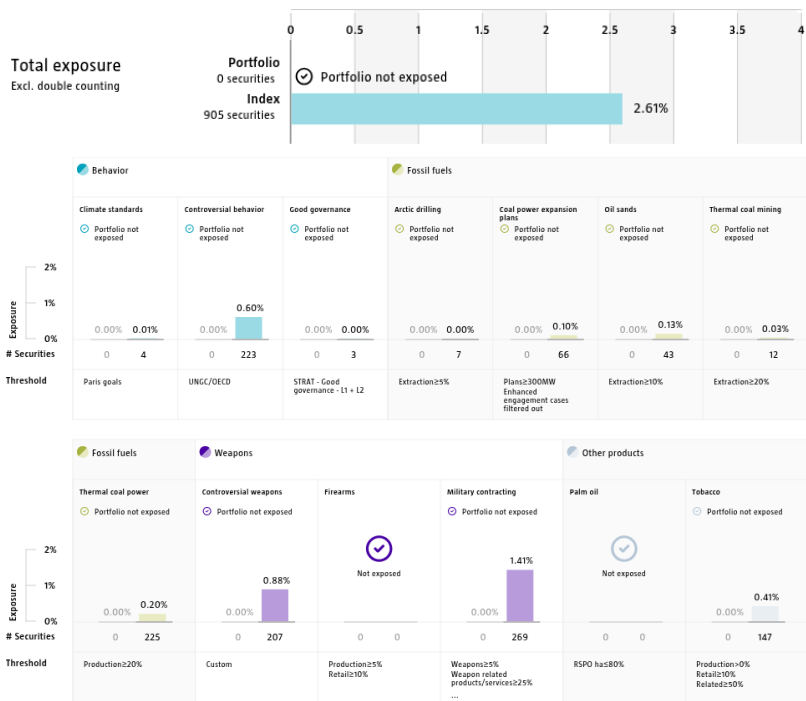 0 0.5 1 1.5 2 2.5 3 3.5 4
Total exposure
Excl. double counting
Portfolio
0 securities
Portfolio not exposed
Index
905 securities
2.61%
Behavior
Fossil fuels
Climate standards
Controversial behavior
Good governance
Arctic drilling
Coal power expansion
plans
Oil sands
Thermal coal mining
Portfolio not
exposed
Portfolio not
exposed
Portfolio not
exposed
Portfolio not
exposed
Portfolio not
exposed
Portfolio not
exposed
Portfolio not
exposed
Exposure
2%
1%
0%
0.00% 0.01%
0.00% 0.60%
0.00% 0.00%
0.00% 0.00%
0.00% 0.10%
0.00% 0.13%
0.00% 0.03%
# Securities
0 4
0 223
0 3
0 7
0 66
0 43
0 12
Threshold
Paris goals
UNGC/OECD
STRAT - Good
governance - L1 + L2
Extraction≥5%
Plans≥300MW
Enhanced
engagement cases
filtered out
Extraction≥10%
Extraction≥20%
Fossil fuels
Weapons
Other products
Thermal coal power
Controversial weapons
Firearms
Military contracting
Palm oil
Tobacco
Portfolio not exposed
Portfolio not exposed
Not exposed
Portfolio not exposed
Not exposed
Portfolio not exposed
Exposure
2%
1%
0%
0.00% 0.20%
0.00% 0.88%
0.00% 1.41%
0.00% 0.41%
# Securities
0 225
0 207
0 0
0 269
0 0
0 147
Threshold
Production≥20%
Custom
Production≥5%
Retail≥10%
Weapons≥5%
Weapon related
products/services≥25%
...
RSPO ha≤80%
Production>0%
Retail≥10%
Related≥50%